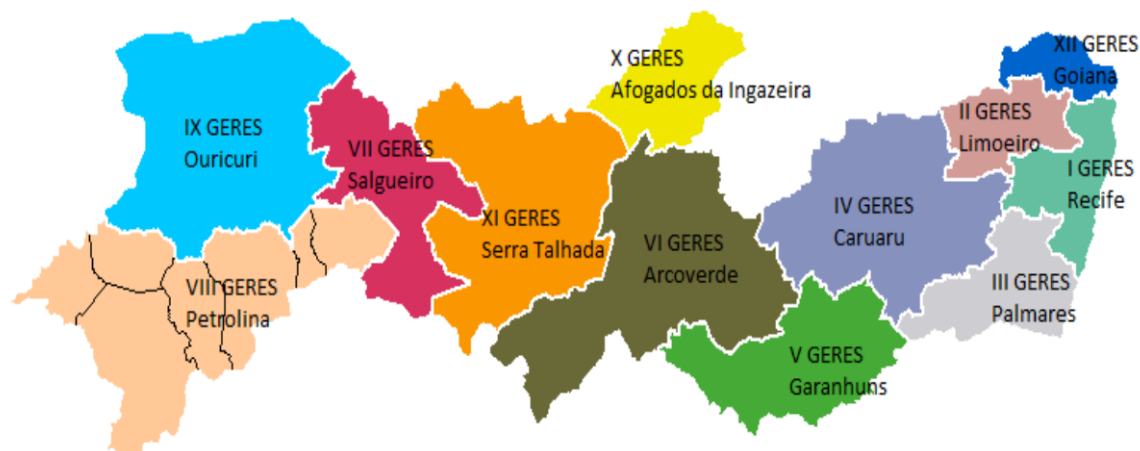 XII GERES
Goiana
X GERES
Afogados da Ingazeira
II GERES
Limoeiro
IX GERES
Ouricuri
VII GERES
Salgueiro
I GERES
Recife
IV GERES
Caruaru
XI GERES
Serra Talhada
VI GERES
Arcoverde
VIII GERES
Petrolina
III GERES
Palmares
V GERES
Garanhuns